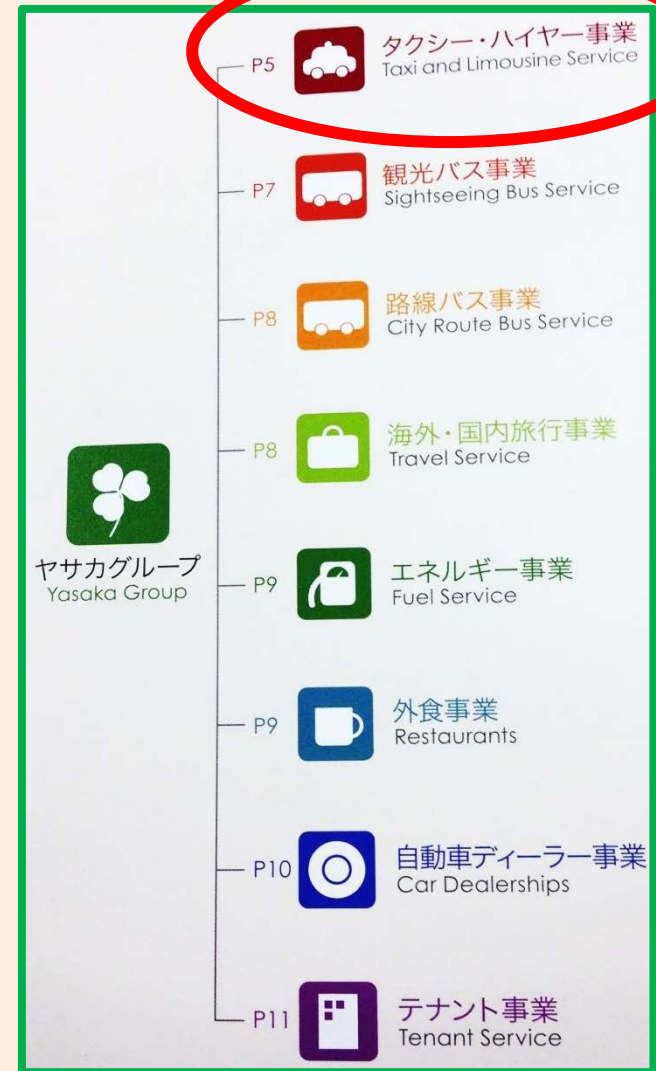 P5
タクシー・ハイヤー事業
Taxi and Limousine Service
P7
観光バス事業
Sightseeing Bus Service
P8
路線バス事業
City Route Bus Service
P8
海外・国内旅行事業
Travel Service
ヤサカグループ
Yasaka Group
P9
エネルギー事業
Fuel Service
P9
外食事業
Restaurants
P10
自動車ディーラー事業
Car Dealerships
P11
テナント事業
Tenant Service